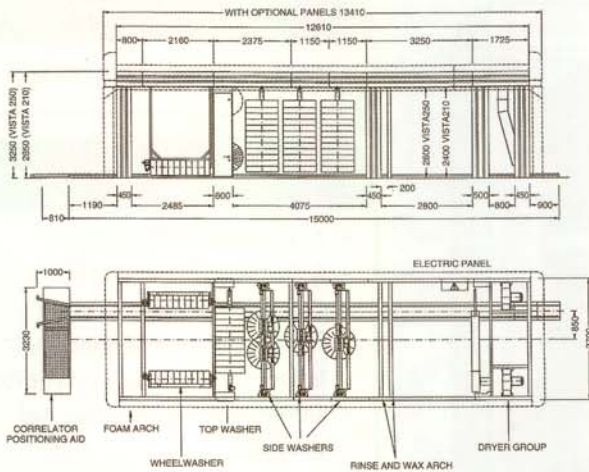 WITH OPTIONAL PANELS 13410
12610
800 2160 2375 1150 1150 3250 1725
3250 (VISTA 250)
2850 (VISTA 210)
2800 VISTA250
2400 VISTA210
200
450 2485 600 4075 450 2800 500 800 450
810 1190 15000 900
1000
ELECTRIC PANEL
3230
850
CORRELATOR
POSITIONING AID
FOAM ARCH
WHEELWASHER
TOP WASHER
SIDE WASHERS
RINSE AND WAX ARCH
DRYER GROUP